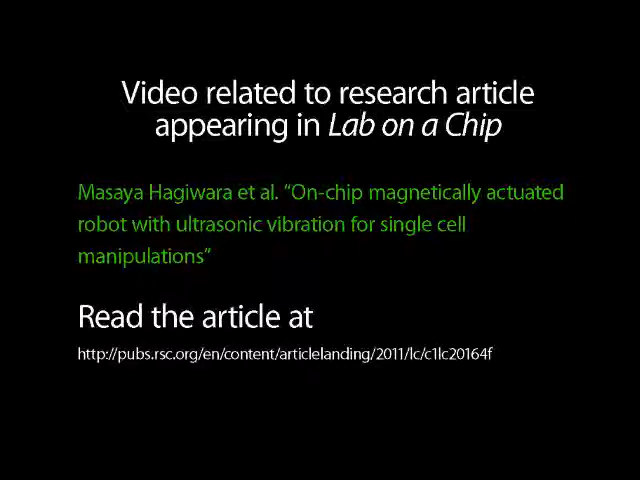 Video related to research article
appearing in Lab on a Chip
Masaya Hagiwara et al. “On-chip magnetically actuated
robot with ultrasonic vibration for single cell
manipulations”
Read the article at
http://pubs.rsc.org/en/content/articlelanding/2011/lc/c1lc20164f